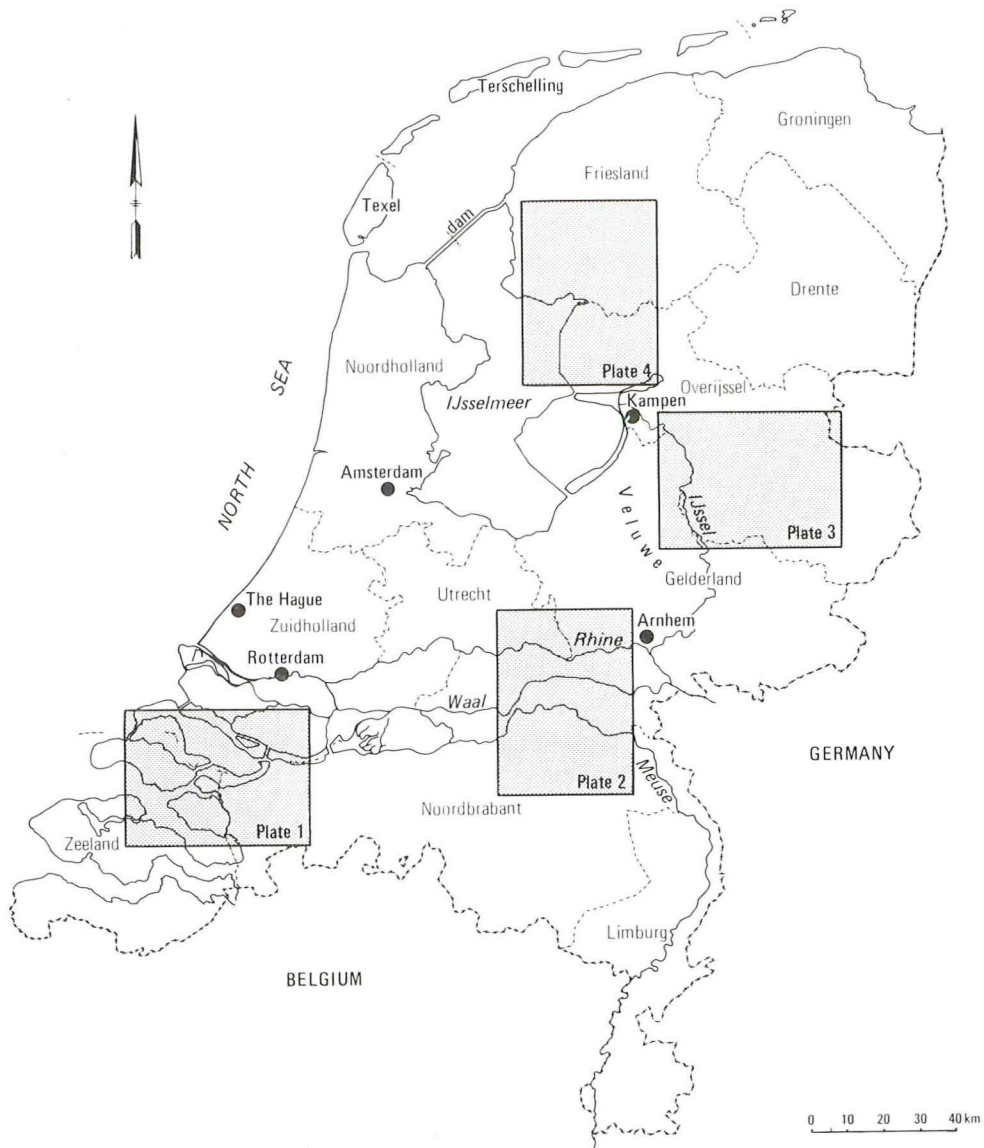 Terschelling
Groningen
Friesland
Texel
dam
Drente
NORTH SEA
Noordholland
IJsselmeer
Plate 4
Overijssel
Kampen
Amsterdam
Veluwe
IJssel
Plate 3
Gelderland
Utrecht
The Hague
Zuidholland
Arnhem
Rhine
Rotterdam
Waal
GERMANY
Meuse
Plate 2
Noordbrabant
Plate 1
Zeeland
Limburg
BELGIUM
0 10 20 30 40 km